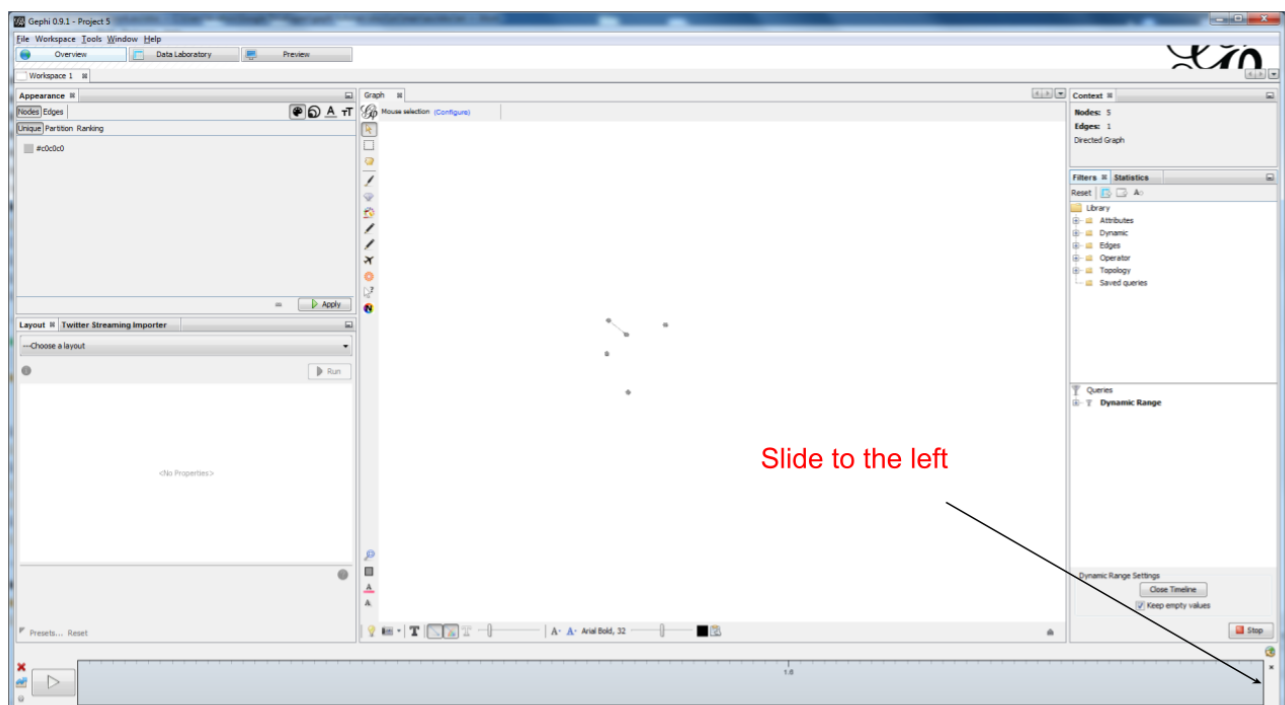 Gephi 0.9.1 - Project 5
File Workspace Tools Window Help
Overview Data Laboratory Preview
Workspace 1
Appearance
Nodes Edges
Unique Partition Ranking
#c0c0c0
Apply
Layout Twitter Streaming Importer
---Choose a layout
Run
<No Properties>
Presets... Reset
Graph
Mouse selection (Configure)
Slide to the left
T A- A- Arial Bold, 32
Context
Nodes: 5
Edges: 1
Directed Graph
Filters Statistics
Reset
Library
Attributes
Dynamic
Edges
Operator
Topology
Saved queries
Queries
Dynamic Range
Dynamic Range Settings
Close Timeline
Keep empty values
Stop